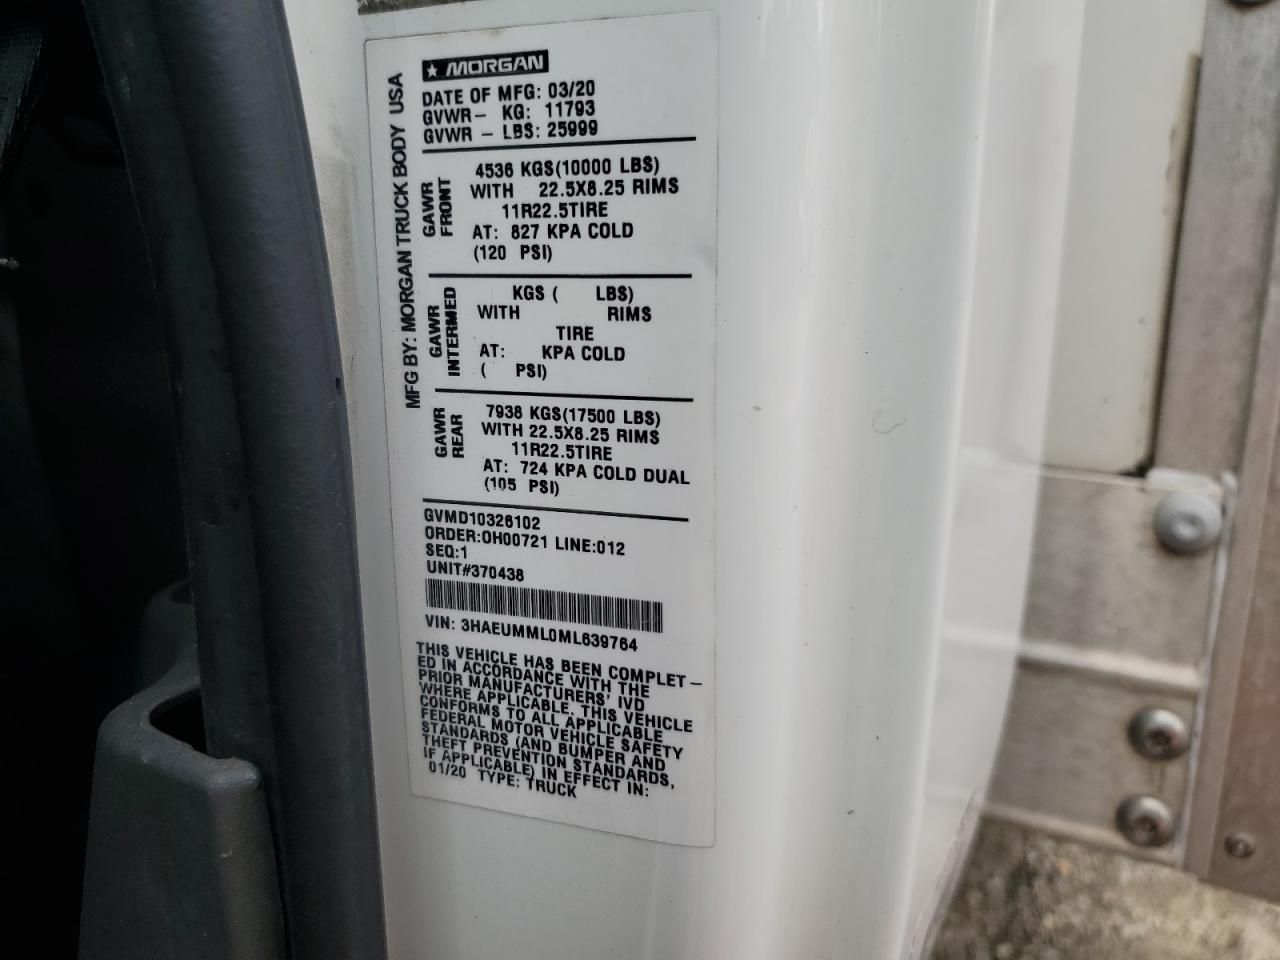 MORGAN
MFG BY: MORGAN TRUCK BODY USA
DATE OF MFG: 03/20
GVWR- KG: 11793
GVWR - LBS: 25999
GAWR
FRONT
4536 KGS(10000 LBS)
WITH 22.5X8.25 RIMS
11R22.5TIRE
AT: 827 KPA COLD
(120 PSI)
GAWR
INTERMED
KGS ( LBS)
WITH RIMS
TIRE
AT: KPA COLD
( PSI)
GAWR
REAR
7938 KGS(17500 LBS)
WITH 22.5X8.25 RIMS
11R22.5TIRE
AT: 724 KPA COLD DUAL
(105 PSI)
GVMD10326102
ORDER:OH00721 LINE:012
SEQ:1
UNIT#370438
VIN: 3HAEUMML0ML639764
THIS VEHICLE HAS BEEN COMPLET-
ED IN ACCORDANCE WITH THE
PRIOR MANUFACTURERS' IVD
WHERE APPLICABLE. THIS VEHICLE
CONFORMS TO ALL APPLICABLE
FEDERAL MOTOR VEHICLE SAFETY
STANDARDS (AND BUMPER AND
THEFT PREVENTION STANDARDS,
IF APPLICABLE) IN EFFECT IN:
01/20 TYPE: TRUCK